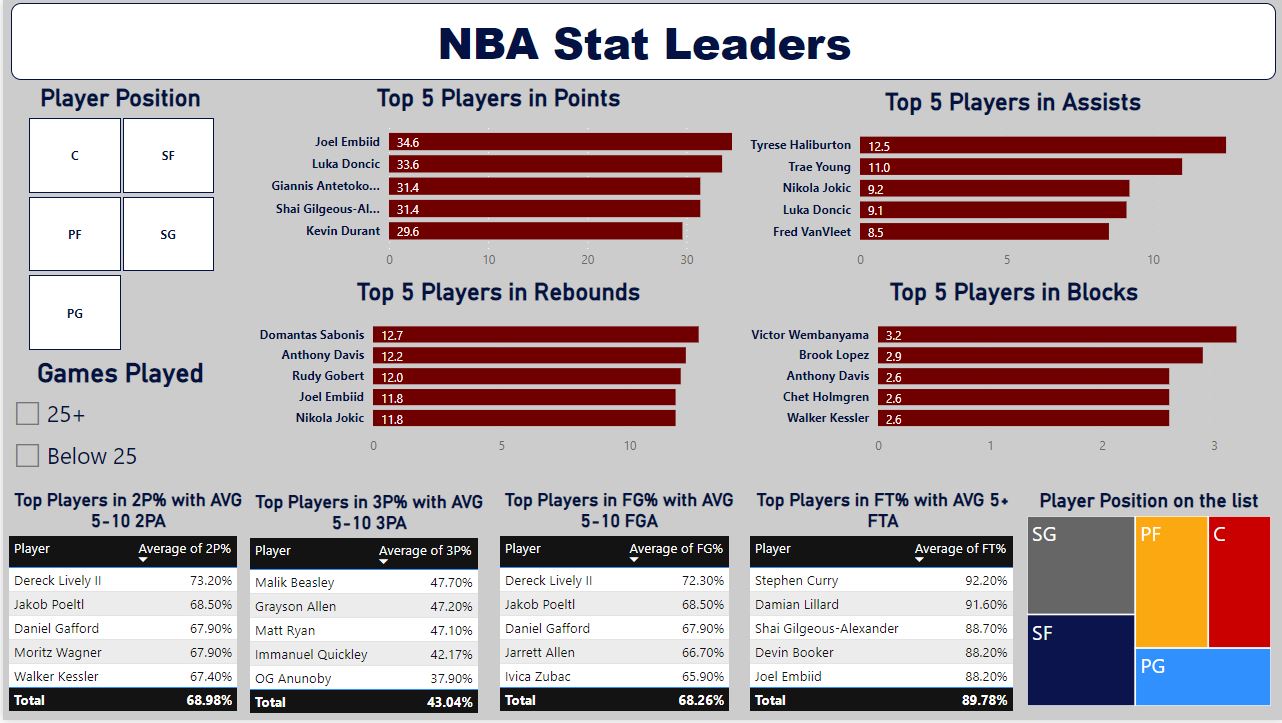 NBA Stat Leaders
Player Position
C
SF
PF
SG
PG
Games Played
25+
Below 25
Top 5 Players in Points
Joel Embiid 34.6
Luka Doncic 33.6
Giannis Antetoko... 31.4
Shai Gilgeous-Al... 31.4
Kevin Durant 29.6
0 10 20 30
Top 5 Players in Assists
Tyrese Haliburton 12.5
Trae Young 11.0
Nikola Jokic 9.2
Luka Doncic 9.1
Fred VanVleet 8.5
0 5 10
Top 5 Players in Rebounds
Domantas Sabonis 12.7
Anthony Davis 12.2
Rudy Gobert 12.0
Joel Embiid 11.8
Nikola Jokic 11.8
0 5 10
Top 5 Players in Blocks
Victor Wembanyama 3.2
Brook Lopez 2.9
Anthony Davis 2.6
Chet Holmgren 2.6
Walker Kessler 2.6
0 1 2 3
Top Players in 2P% with AVG
5-10 2PA
Player Average of 2P%
Dereck Lively II 73.20%
Jakob Poeltl 68.50%
Daniel Gafford 67.90%
Moritz Wagner 67.90%
Walker Kessler 67.40%
Total 68.98%
Top Players in 3P% with AVG
5-10 3PA
Player Average of 3P%
Malik Beasley 47.70%
Grayson Allen 47.20%
Matt Ryan 47.10%
Immanuel Quickley 42.17%
OG Anunoby 37.90%
Total 43.04%
Top Players in FG% with AVG
5-10 FGA
Player Average of FG%
Dereck Lively II 72.30%
Jakob Poeltl 68.50%
Daniel Gafford 67.90%
Jarrett Allen 66.70%
Ivica Zubac 65.90%
Total 68.26%
Top Players in FT% with AVG 5+
FTA
Player Average of FT%
Stephen Curry 92.20%
Damian Lillard 91.60%
Shai Gilgeous-Alexander 88.70%
Devin Booker 88.20%
Joel Embiid 88.20%
Total 89.78%
Player Position on the list
SG
PF
C
SF
PG